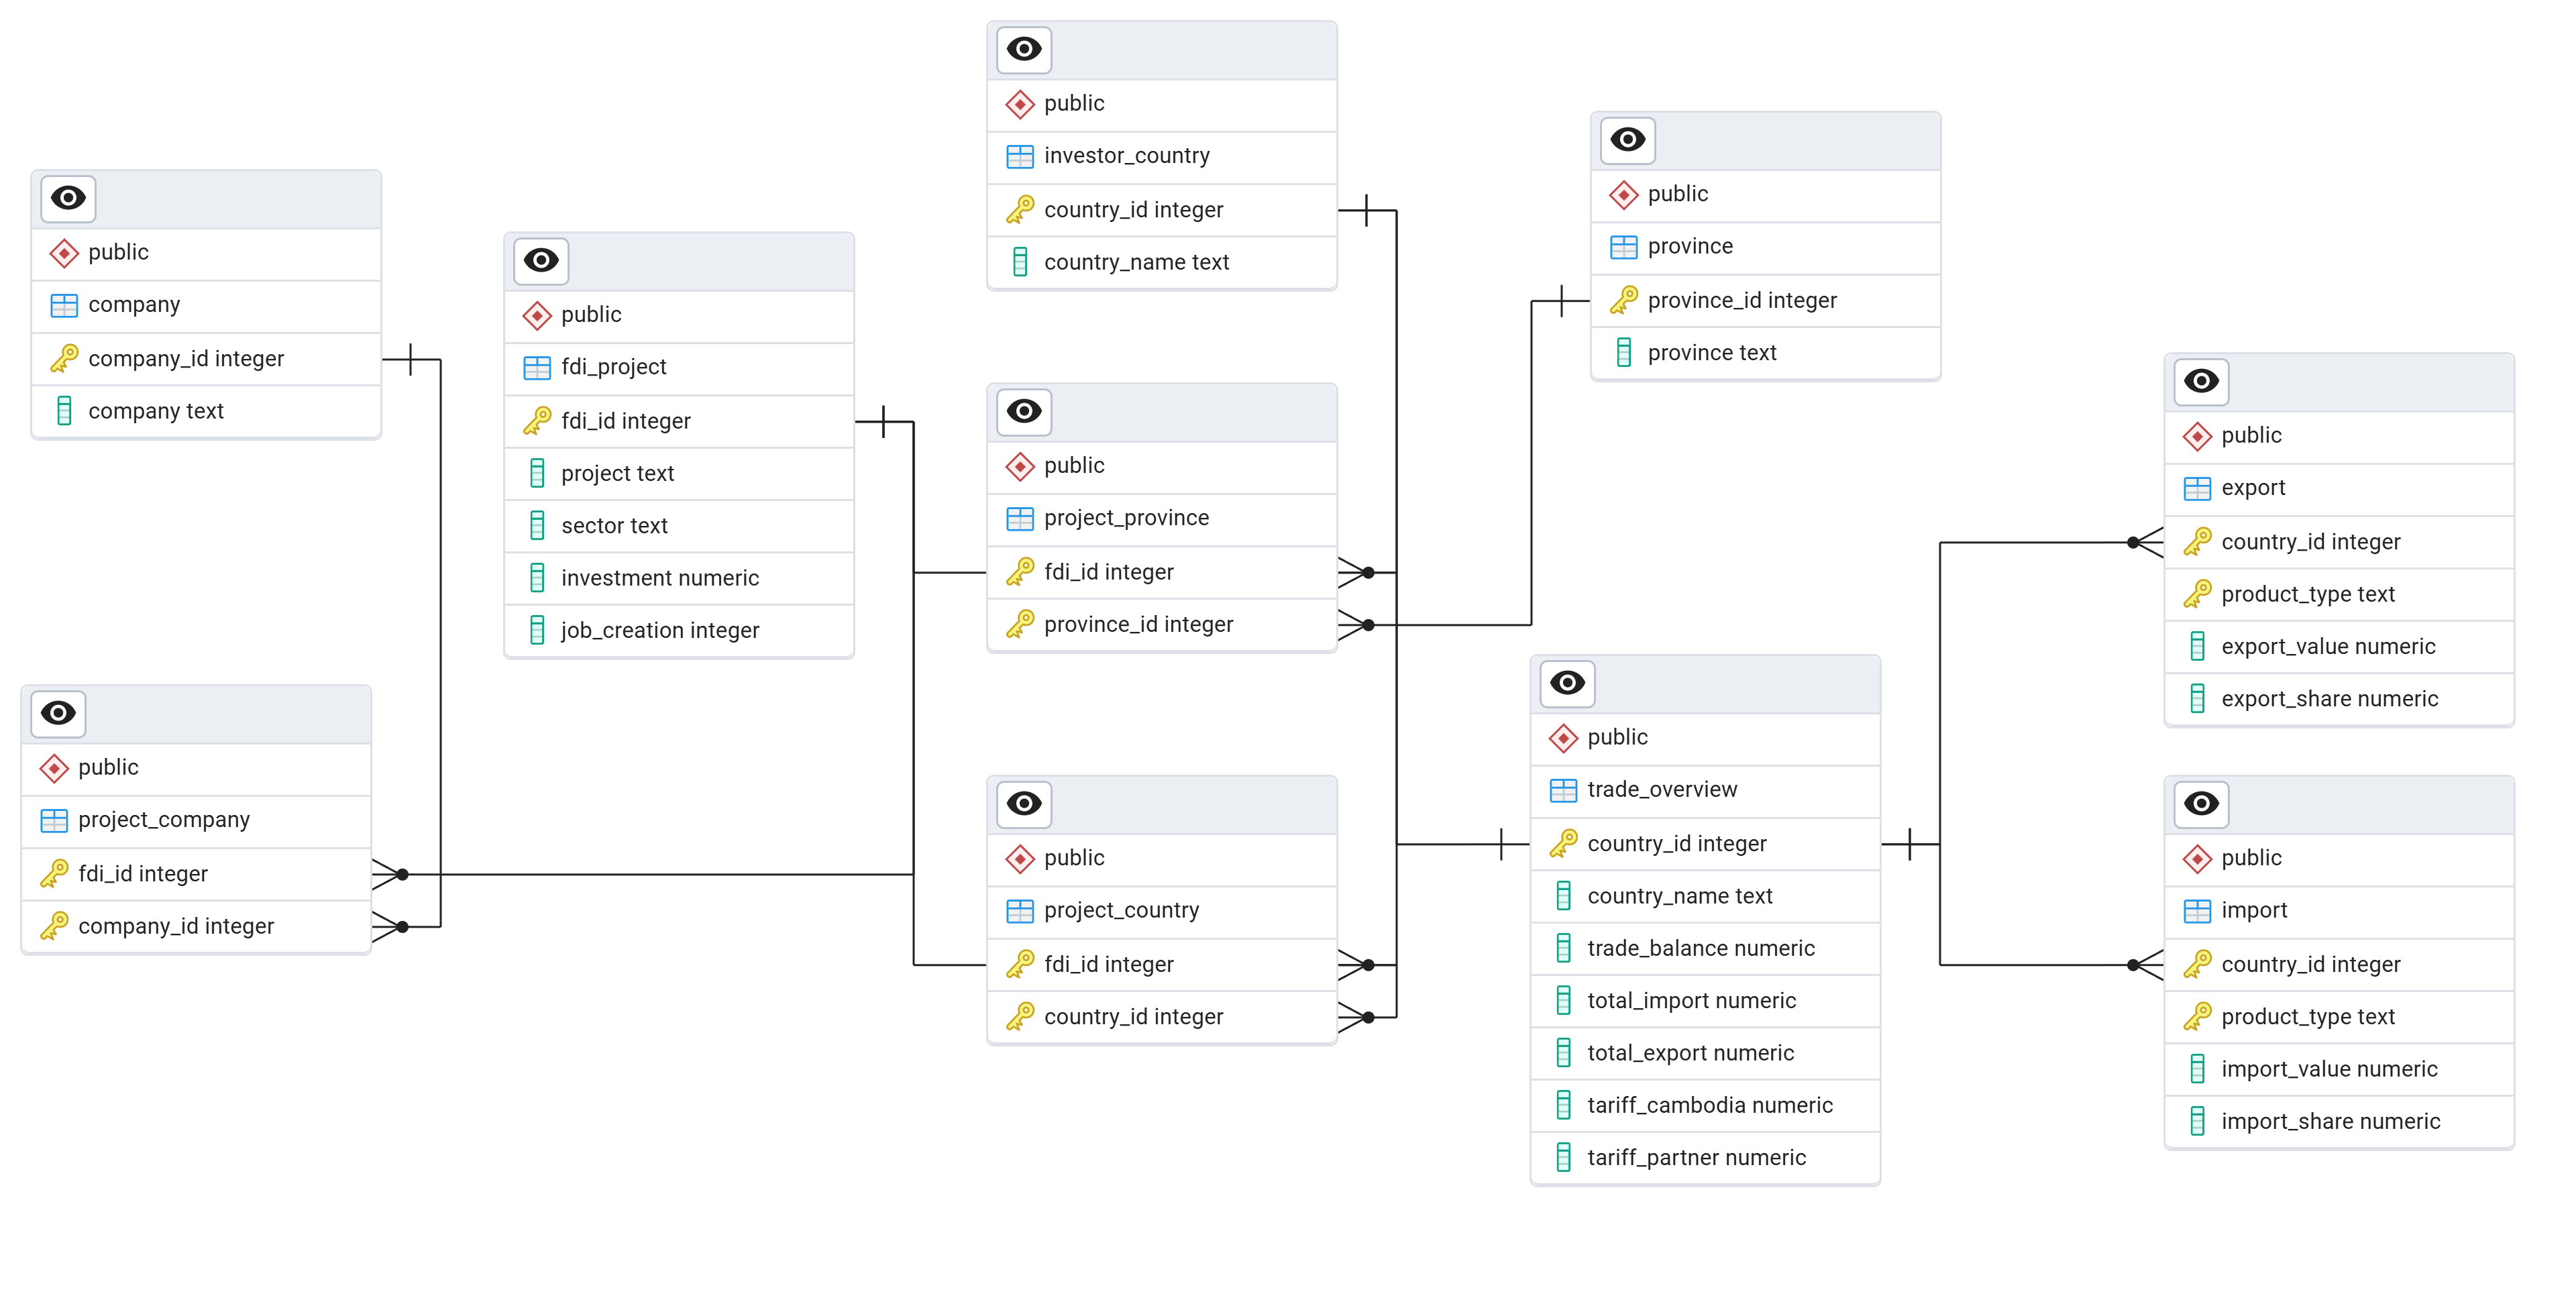 public
company
company_id integer
company text
public
project_company
fdi_id integer
company_id integer
public
fdi_project
fdi_id integer
project text
sector text
investment numeric
job_creation integer
public
investor_country
country_id integer
country_name text
public
project_province
fdi_id integer
province_id integer
public
project_country
fdi_id integer
country_id integer
public
province
province_id integer
province text
public
trade_overview
country_id integer
country_name text
trade_balance numeric
total_import numeric
total_export numeric
tariff_cambodia numeric
tariff_partner numeric
public
export
country_id integer
product_type text
export_value numeric
export_share numeric
public
import
country_id integer
product_type text
import_value numeric
import_share numeric